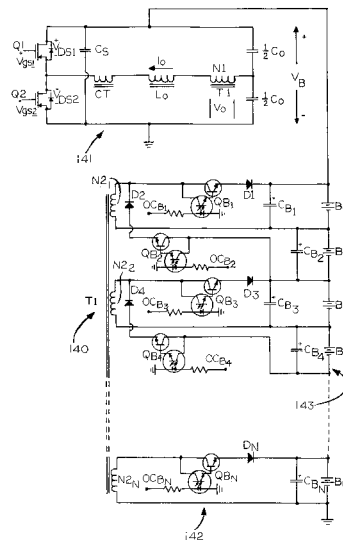 Q1
Vgs1
VDS1
CS
Io
N1
½ Co
VB
CT
Lo
T1
Vo
½ Co
Q2
Vgs2
VDS2
141
N21
D2
OCB1
QB1
D1
CB1
QB2
OCB2
CB2
N22
D4
OCB3
QB3
D3
CB3
T1
140
QB4
OCB4
CB4
143
DN
N2N
OCBN
QBN
CBN
142